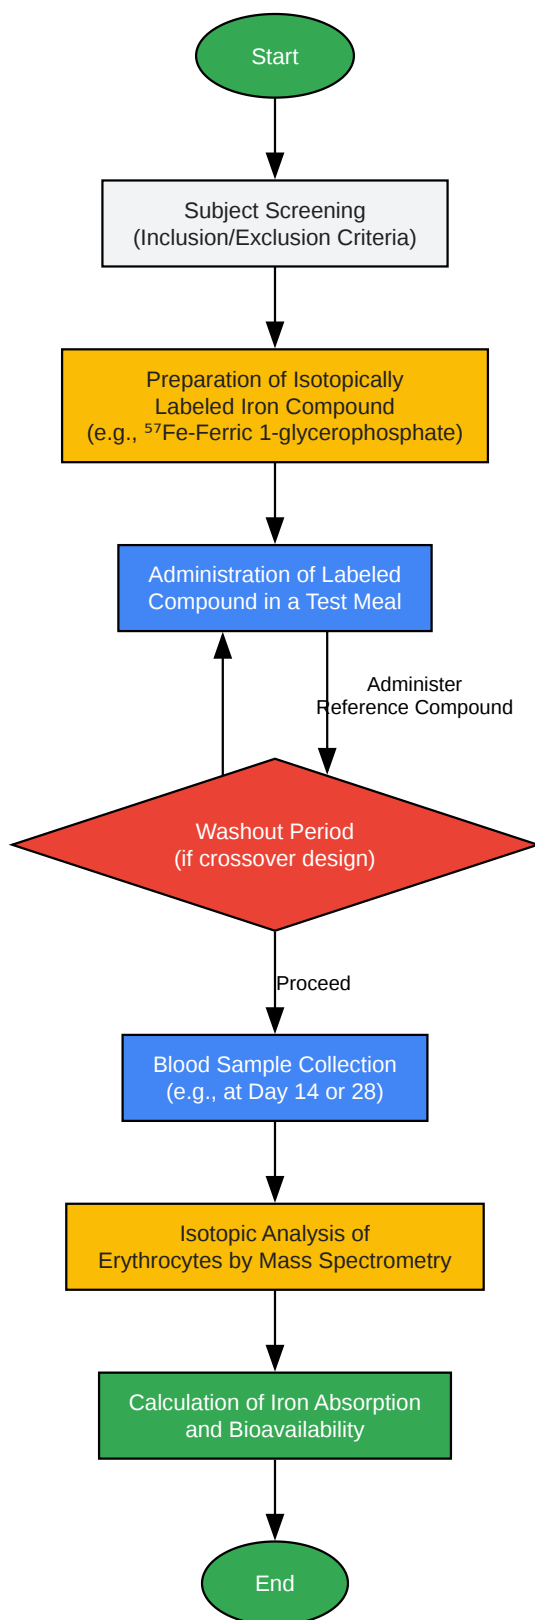 Start
Subject Screening
(Inclusion/Exclusion Criteria)
Preparation of Isotopically
Labeled Iron Compound
(e.g., ⁵⁷Fe-Ferric 1-glycerophosphate)
Administration of Labeled
Compound in a Test Meal
Administer
Reference Compound
Washout Period
(if crossover design)
Proceed
Blood Sample Collection
(e.g., at Day 14 or 28)
Isotopic Analysis of
Erythrocytes by Mass Spectrometry
Calculation of Iron Absorption
and Bioavailability
End